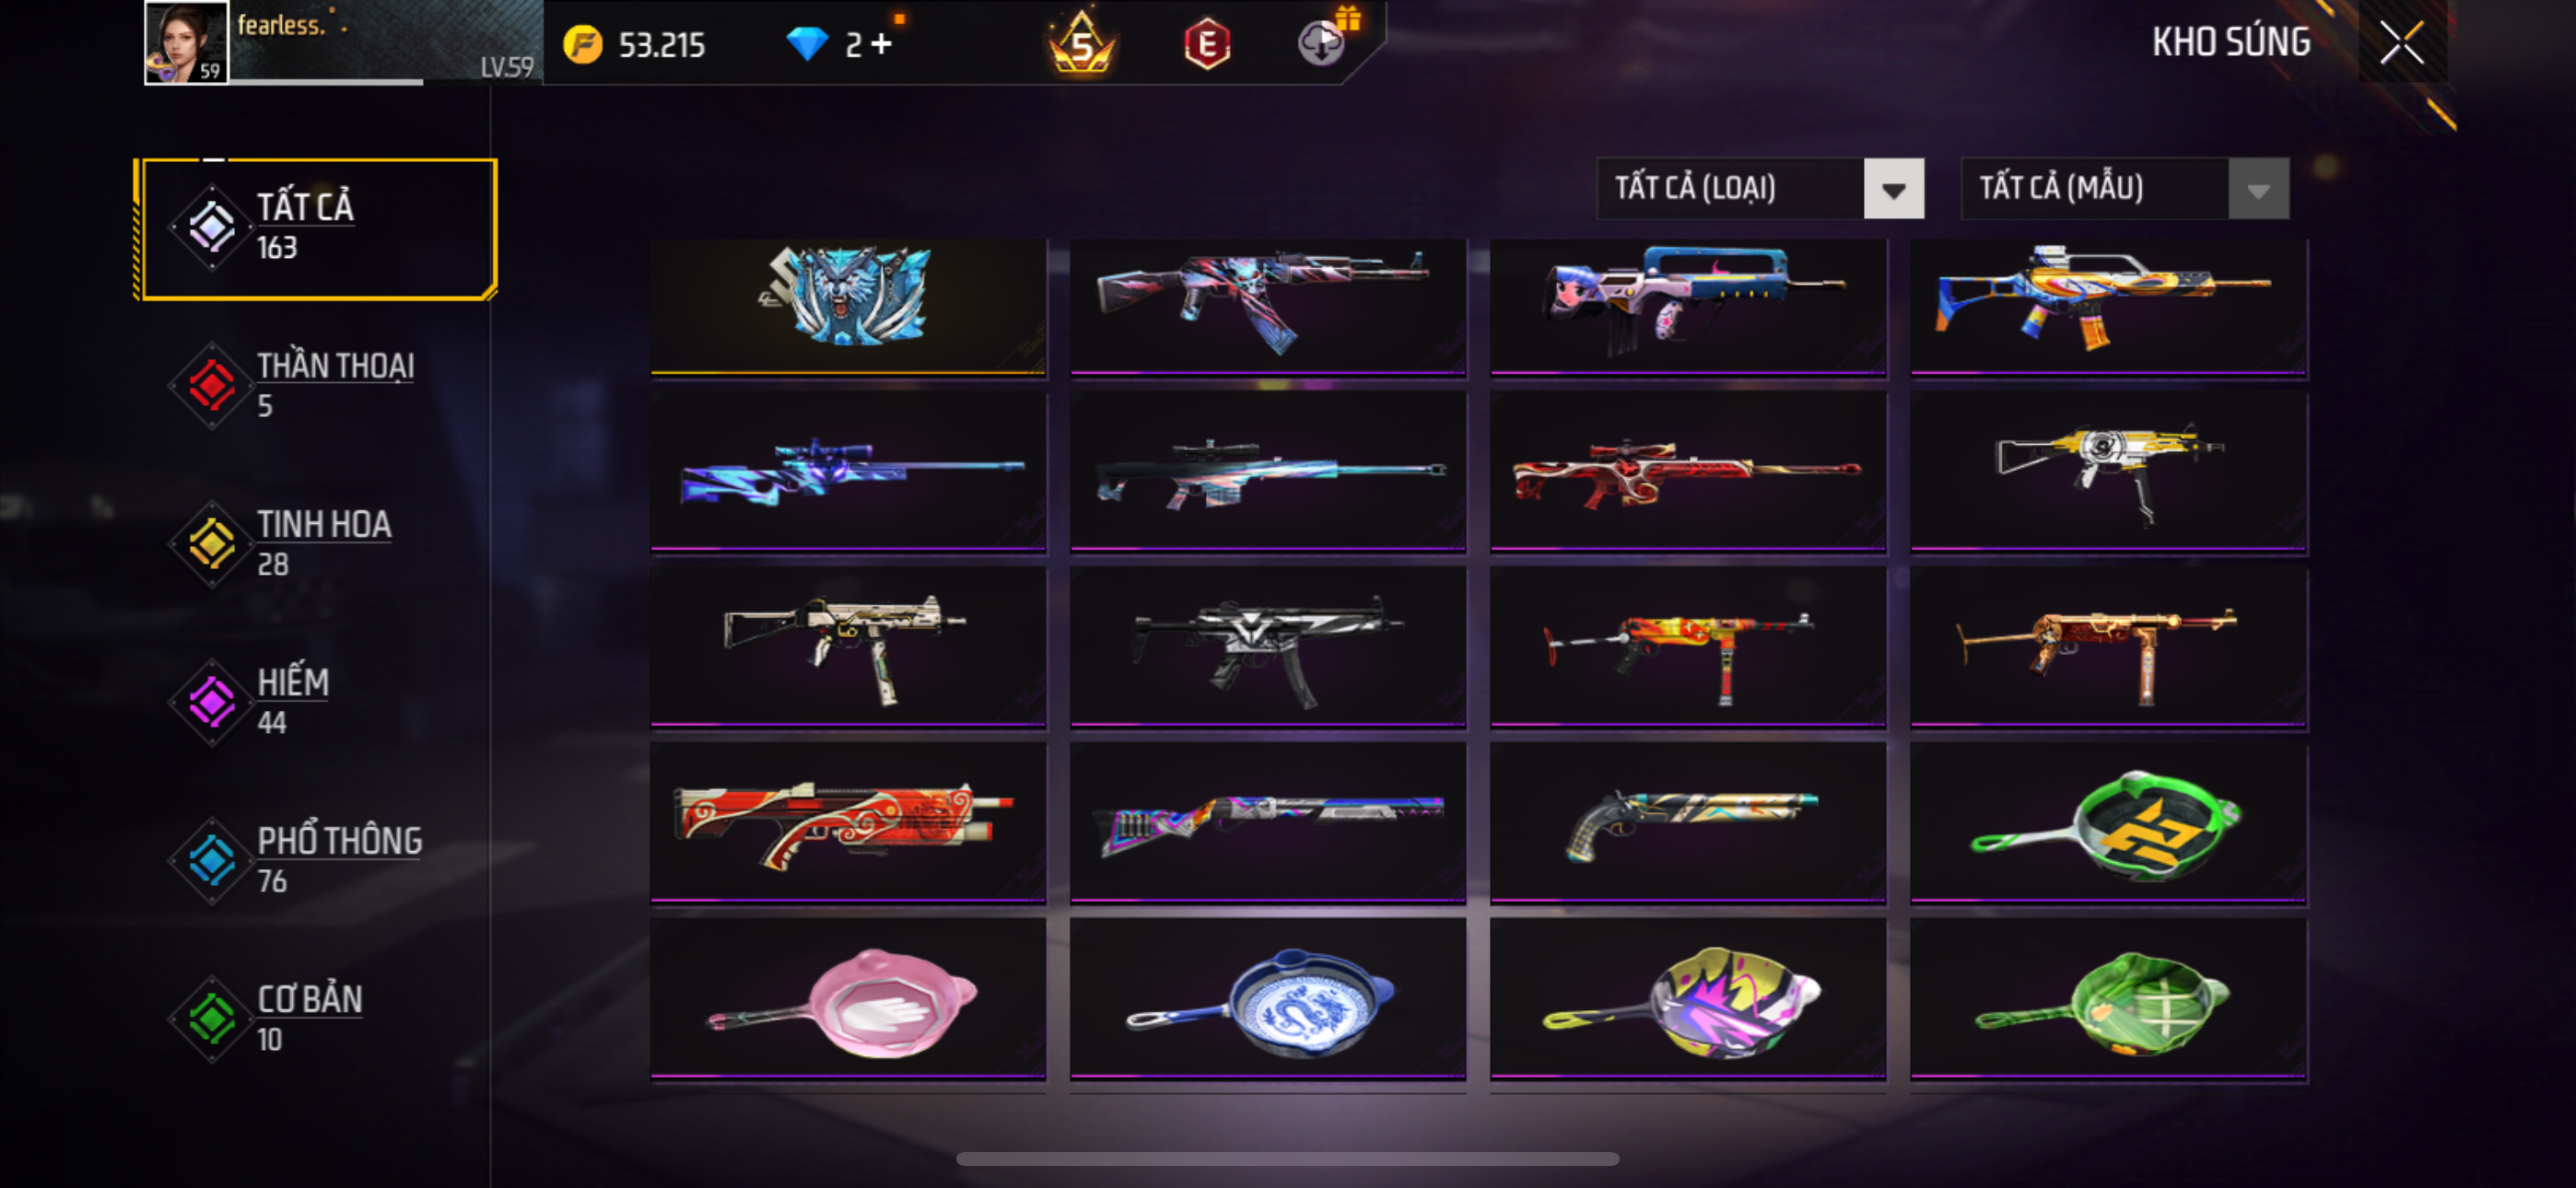 fearless.
59
LV.59
53.215
2 +
5
E
KHO SÚNG
TẤT CẢ
163
TẤT CẢ (LOẠI)
TẤT CẢ (MẪU)
THẦN THOẠI
5
TINH HOA
28
HIẾM
44
PHỔ THÔNG
76
CƠ BẢN
10